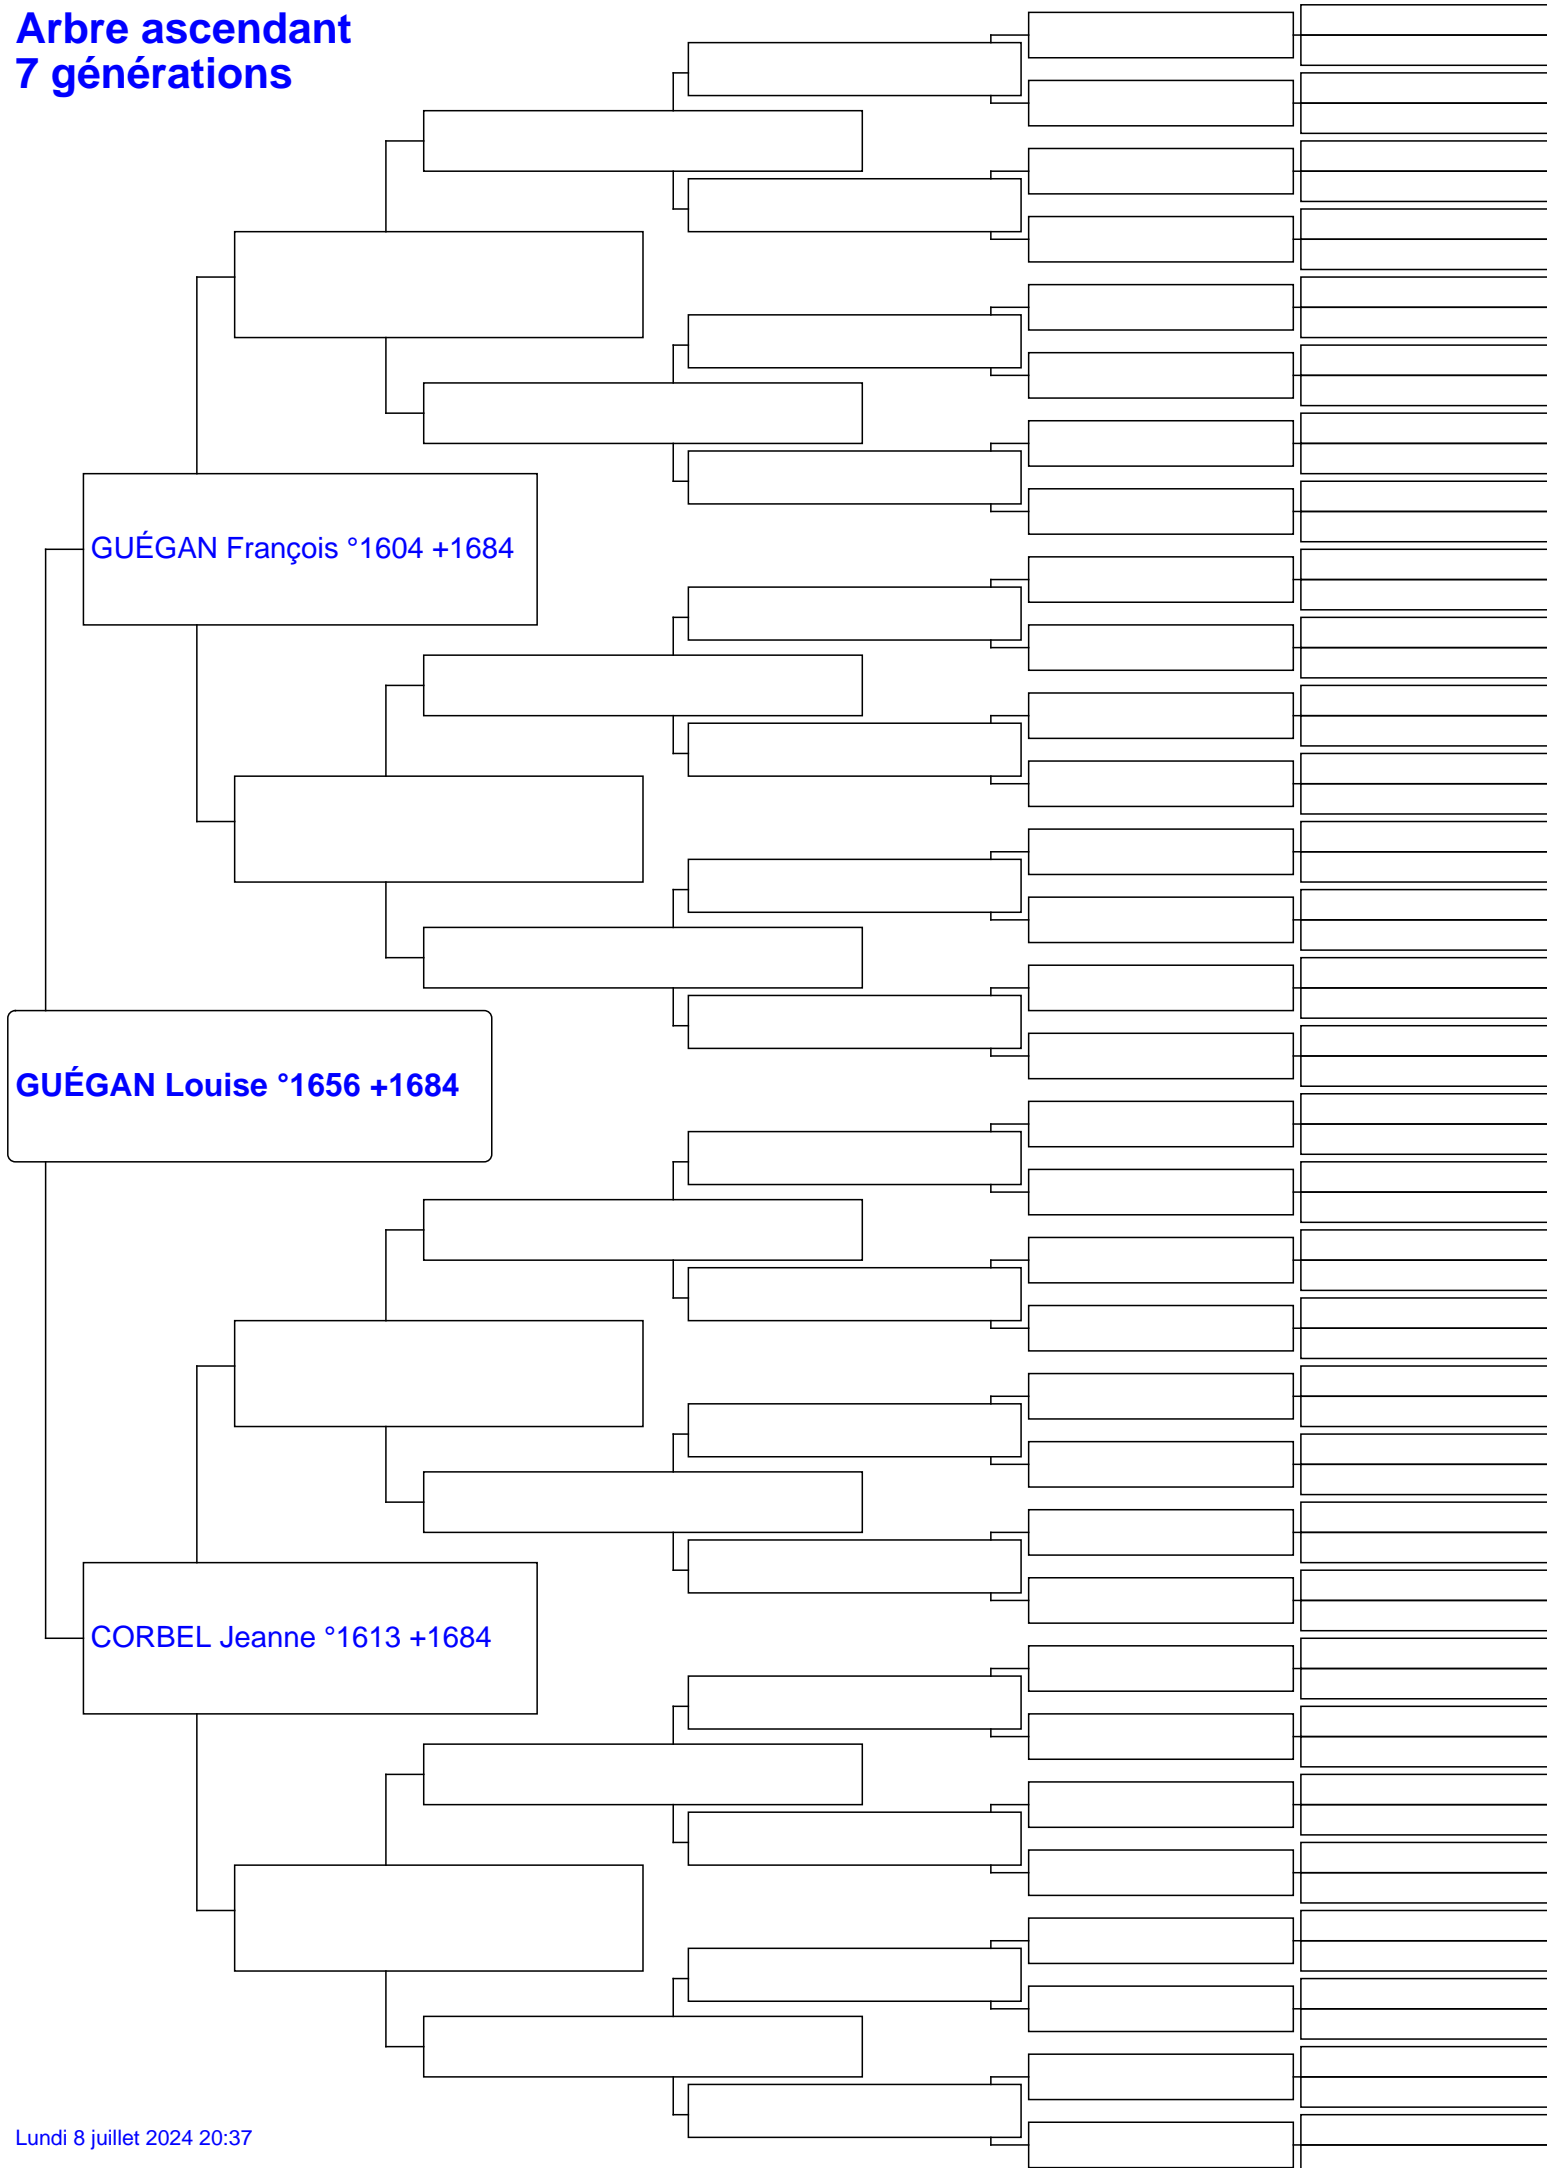 Arbre ascendant
7 générations
GUÉGAN François °1604 +1684
GUÉGAN Louise °1656 +1684
CORBEL Jeanne °1613 +1684
Lundi 8 juillet 2024 20:37